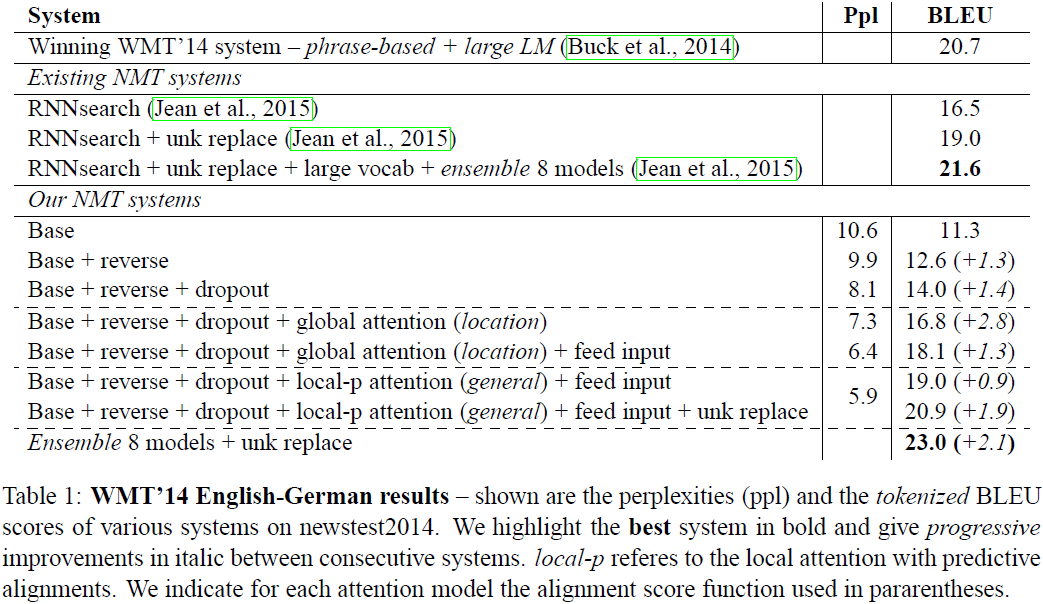 System Ppl BLEU
Winning WMT'14 system – phrase-based + large LM (Buck et al., 2014) 20.7
Existing NMT systems
RNNsearch (Jean et al., 2015) 16.5
RNNsearch + unk replace (Jean et al., 2015) 19.0
RNNsearch + unk replace + large vocab + ensemble 8 models (Jean et al., 2015) 21.6
Our NMT systems
Base 10.6 11.3
Base + reverse 9.9 12.6 (+1.3)
Base + reverse + dropout 8.1 14.0 (+1.4)
Base + reverse + dropout + global attention (location) 7.3 16.8 (+2.8)
Base + reverse + dropout + global attention (location) + feed input 6.4 18.1 (+1.3)
Base + reverse + dropout + local-p attention (general) + feed input 5.9 19.0 (+0.9)
Base + reverse + dropout + local-p attention (general) + feed input + unk replace 20.9 (+1.9)
Ensemble 8 models + unk replace 23.0 (+2.1)
Table 1: WMT'14 English-German results – shown are the perplexities (ppl) and the tokenized BLEU
scores of various systems on newstest2014. We highlight the best system in bold and give progressive
improvements in italic between consecutive systems. local-p referes to the local attention with predictive
alignments. We indicate for each attention model the alignment score function used in pararentheses.